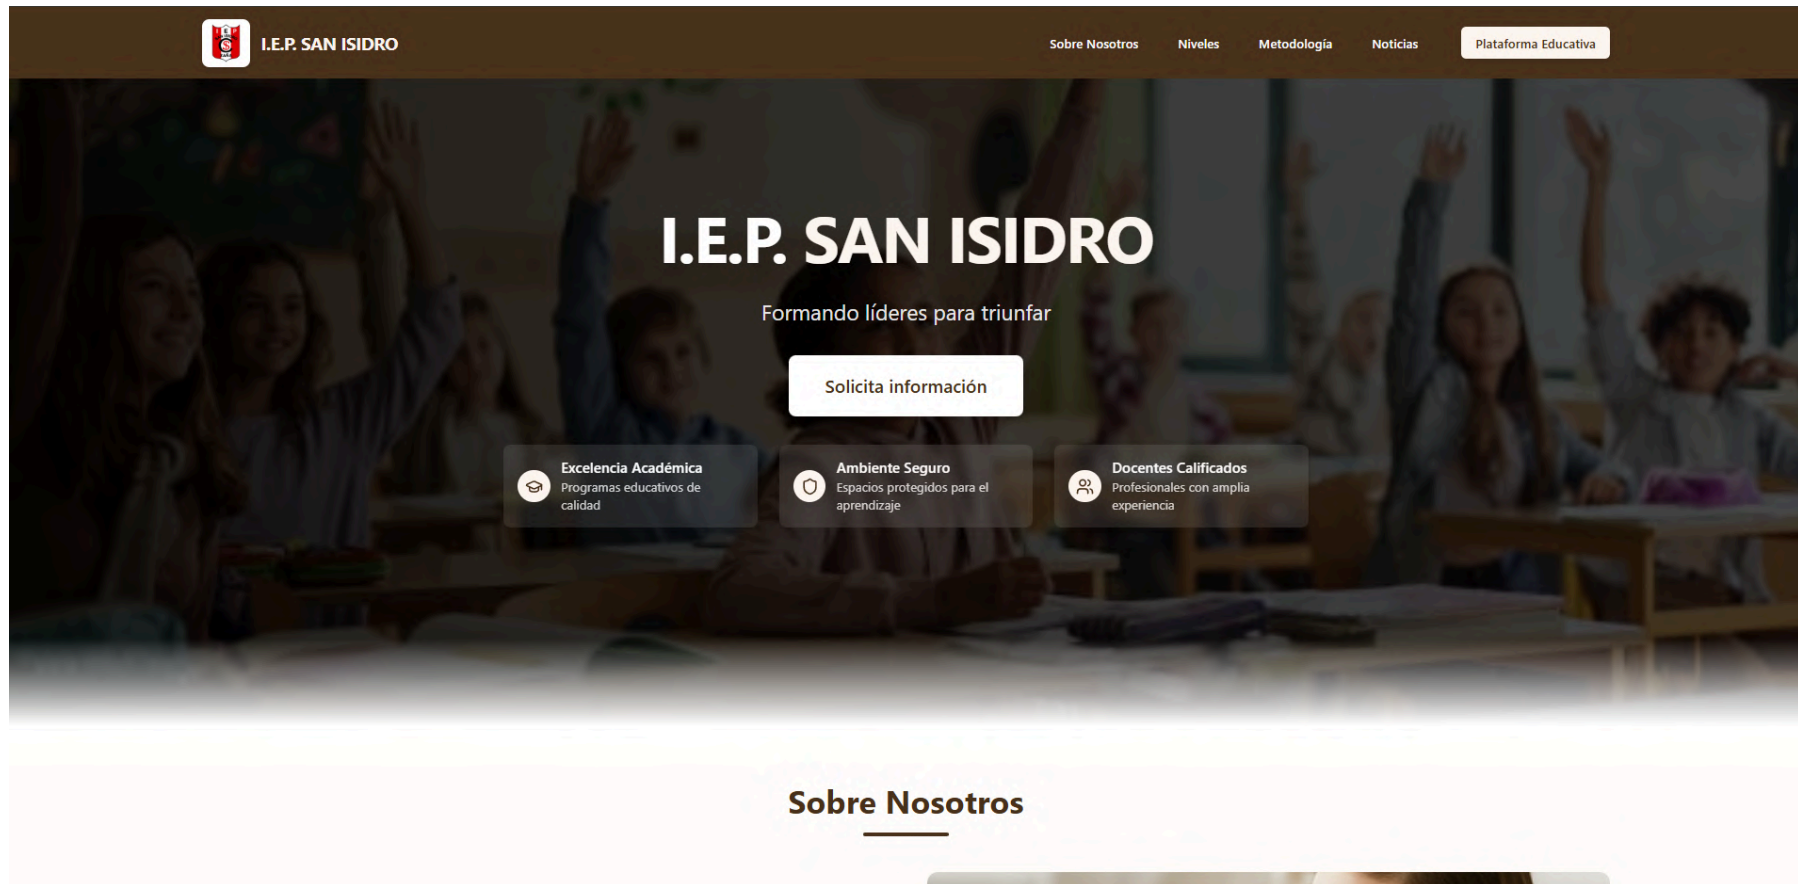 I.E.P. SAN ISIDRO
Sobre Nosotros
Niveles
Metodología
Noticias
Plataforma Educativa
I.E.P. SAN ISIDRO
Formando líderes para triunfar
Solicita información
Excelencia Académica
Programas educativos de
calidad
Ambiente Seguro
Espacios protegidos para el
aprendizaje
Docentes Calificados
Profesionales con amplia
experiencia
Sobre Nosotros